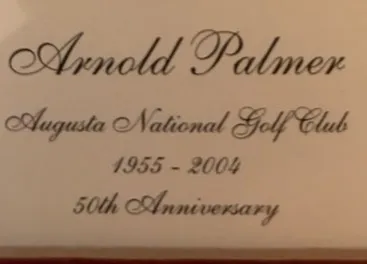 Arnold Palmer
Augusta National Golf Club
1955 - 2004
50th Anniversary